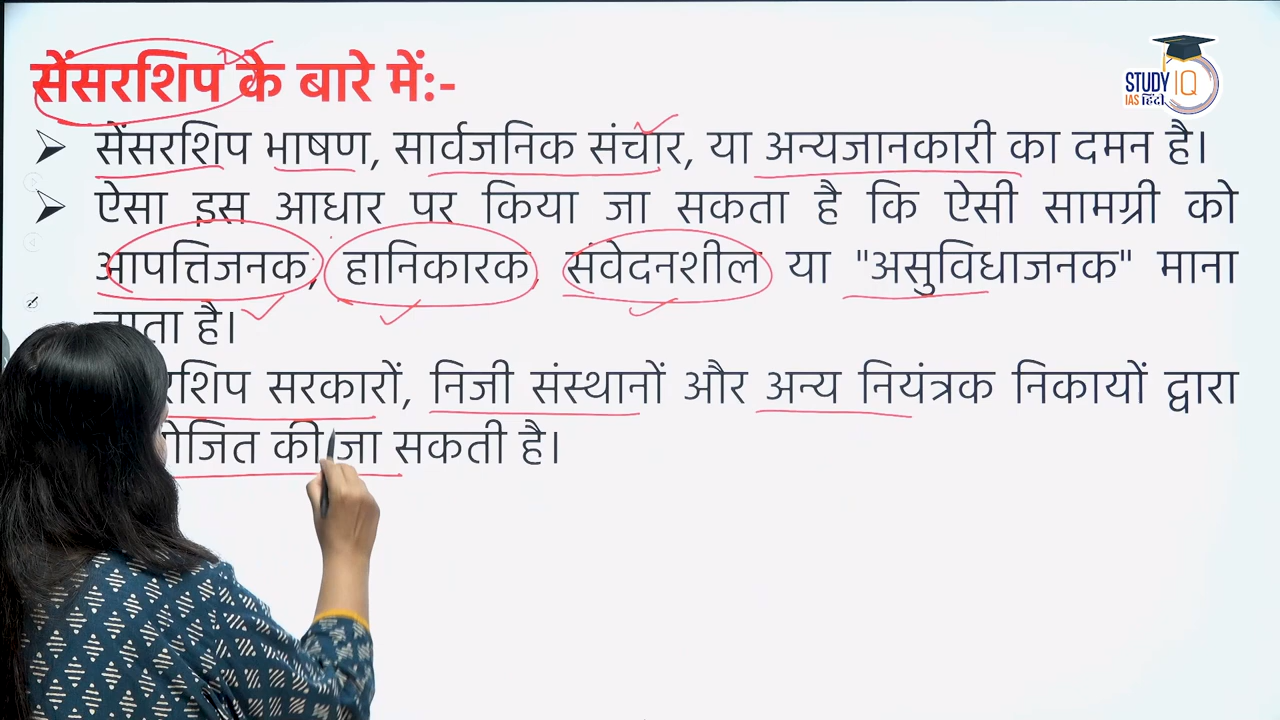 सेंसरशिप के बारे में:-
STUDY IQ
IAS हिंदी
सेंसरशिप भाषण, सार्वजनिक संचार, या अन्यजानकारी का दमन है।
ऐसा इस आधार पर किया जा सकता है कि ऐसी सामग्री को
आपत्तिजनक, हानिकारक, संवेदनशील या "असुविधाजनक" माना
जाता है।
सरकारों, निजी संस्थानों और अन्य नियंत्रक निकायों द्वारा
की जा सकती है।